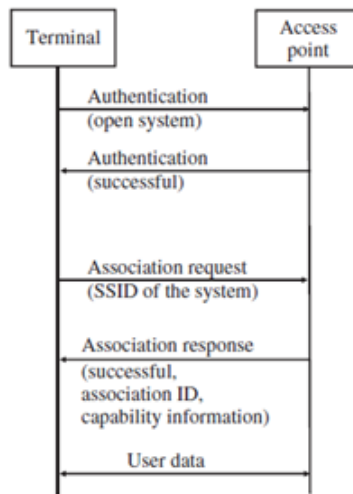 Terminal
Access
point
Authentication
(open system)
Authentication
(successful)
Association request
(SSID of the system)
Association response
(successful,
association ID,
capability information)
User data